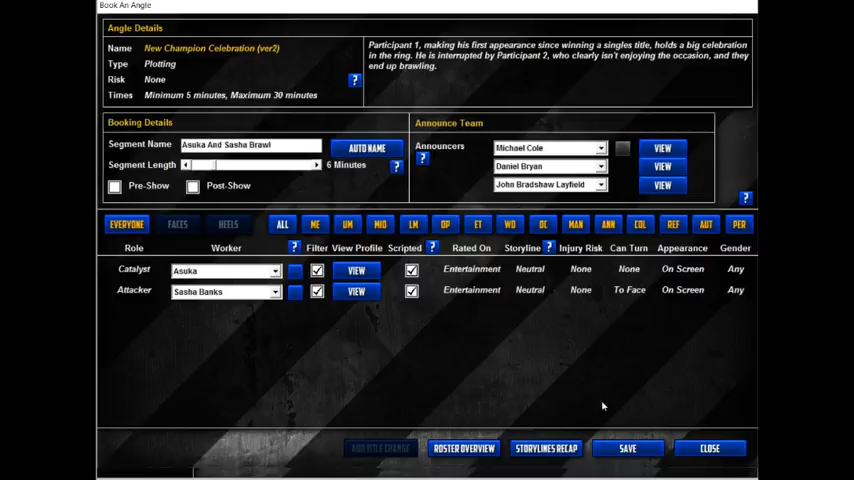 Book An Angle
Angle Details
Name New Champion Celebration (ver2)
Type Plotting
Risk None
Times Minimum 5 minutes, Maximum 30 minutes
?
Participant 1, making his first appearance since winning a singles title, holds a big celebration
in the ring. He is interrupted by Participant 2, who clearly isn't enjoying the occasion, and they
end up brawling.
Booking Details
Segment Name Asuka And Sasha Brawl AUTO NAME
Segment Length 6 Minutes ?
Pre-Show Post-Show
Announce Team
Announcers Michael Cole VIEW
? Daniel Bryan VIEW
John Bradshaw Layfield VIEW
?
EVERYONE FACES HEELS ALL ME UM MID LM OP ET WD DC MAN ANN COL REF AUT PER
Role Worker ? Filter View Profile Scripted ? Rated On Storyline ? Injury Risk Can Turn Appearance Gender
Catalyst Asuka VIEW Entertainment Neutral None None On Screen Any
Attacker Sasha Banks VIEW Entertainment Neutral None To Face On Screen Any
ADD TITLE CHANGE ROSTER OVERVIEW STORYLINES RECAP SAVE CLOSE